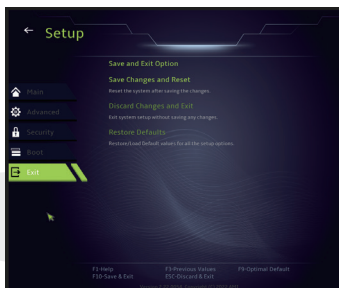 Setup
Save and Exit Option
Save Changes and Reset
Reset the system after saving the changes.
Main
Discard Changes and Exit
Advanced
Exit system setup without saving any changes.
Security
Restore Defaults
Restore/Load Default values for all the setup options.
Boot
Exit
F1-Help F3-Previous Values F9-Optimal Default
F10-Save & Exit ESC-Discard & Exit